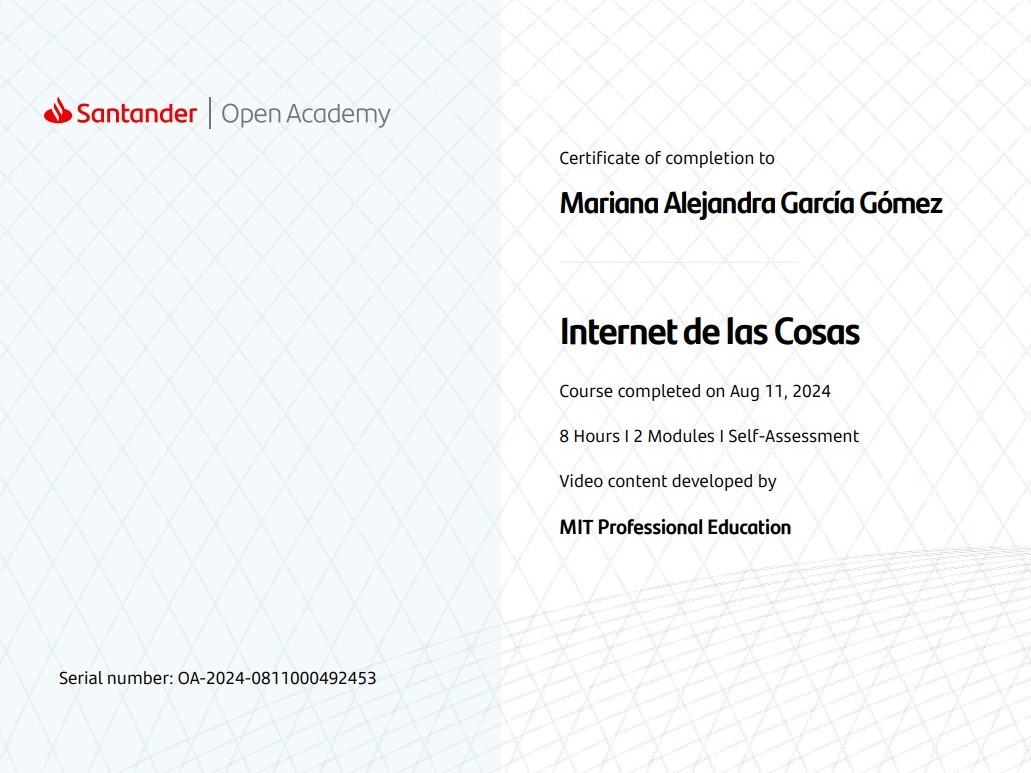 Santander | Open Academy
Certificate of completion to
Mariana Alejandra García Gómez
Internet de las Cosas
Course completed on Aug 11, 2024
8 Hours I 2 Modules I Self-Assessment
Video content developed by
MIT Professional Education
Serial number: OA-2024-0811000492453